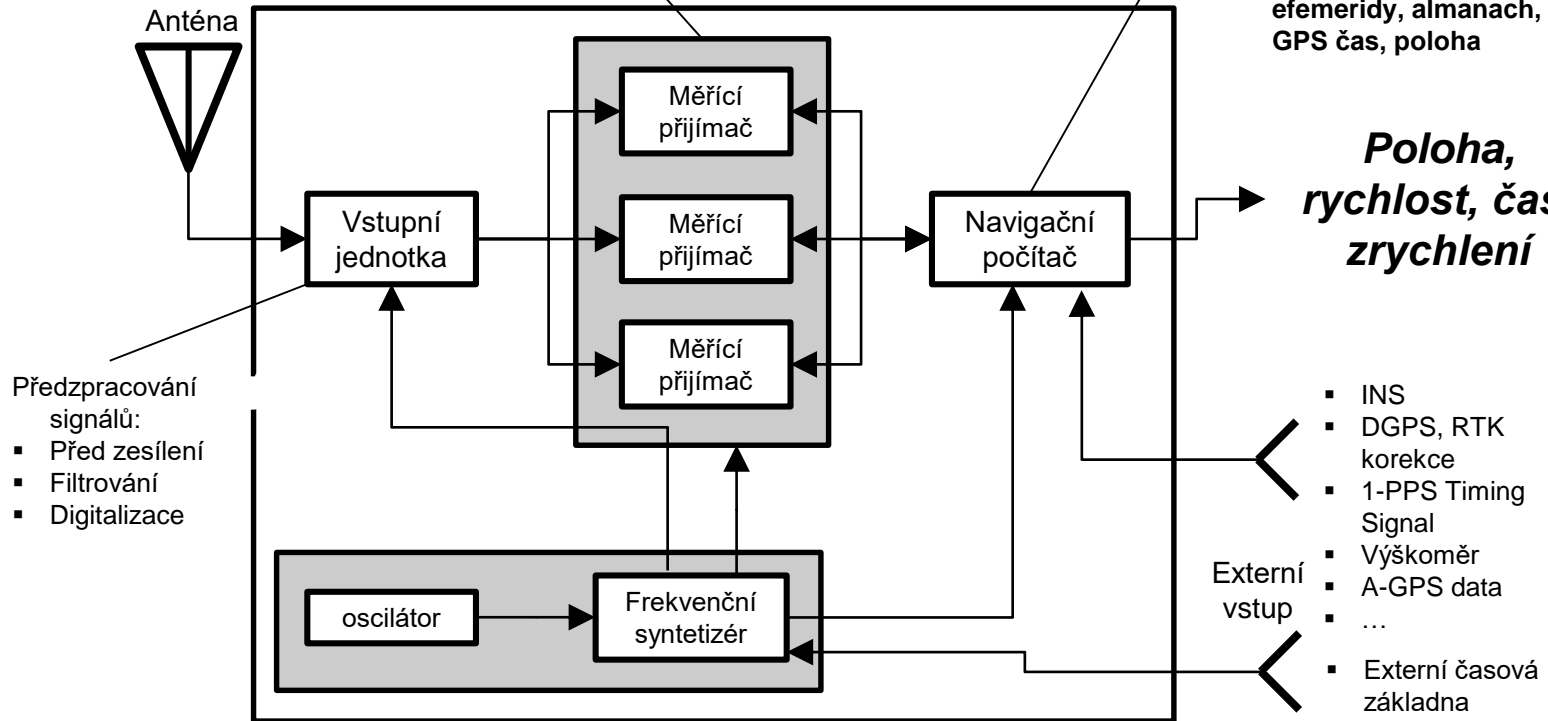 efemeridy, almanach,
GPS čas, poloha
Anténa
Měřící
přijímač
Poloha,
rychlost, čas
zrychlení
Vstupní
jednotka
Měřící
přijímač
Navigační
počítač
Měřící
přijímač
Předzpracování
signálů:
▪ Před zesílení
▪ Filtrování
▪ Digitalizace
▪ INS
▪ DGPS, RTK
korekce
▪ 1-PPS Timing
Signal
▪ Výškoměr
▪ A-GPS data
▪ …
Externí
vstup
oscilátor
Frekvenční
syntetizér
▪ Externí časová
základna